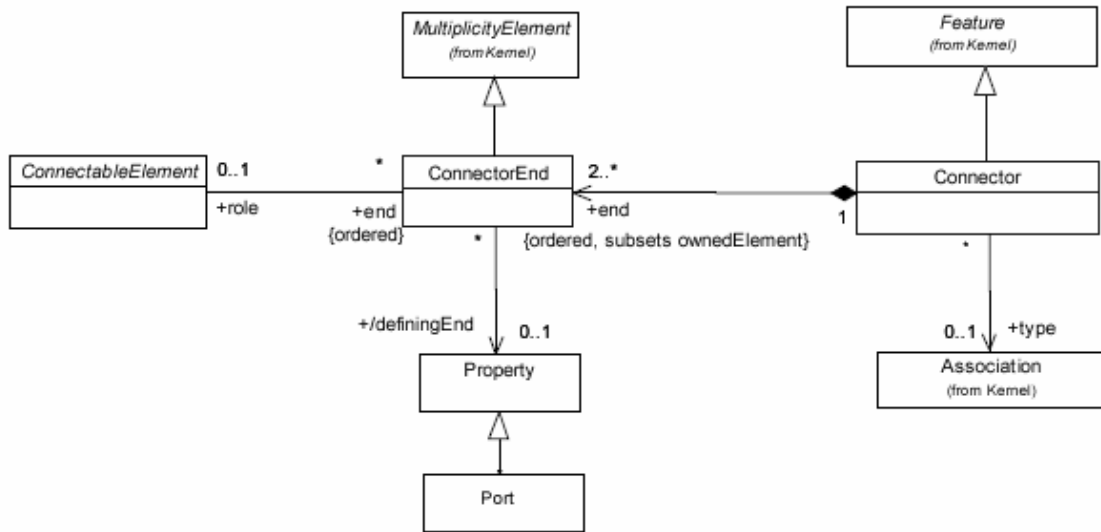 MultiplicityElement
(from Kernel)
Feature
(from Kernel)
ConnectableElement
0..1
+role
*
+end
{ordered}
ConnectorEnd
2..*
+end
{ordered, subsets ownedElement}
1
Connector
*
+/definingEnd
0..1
*
0..1
+type
Property
Association
(from Kernel)
Port